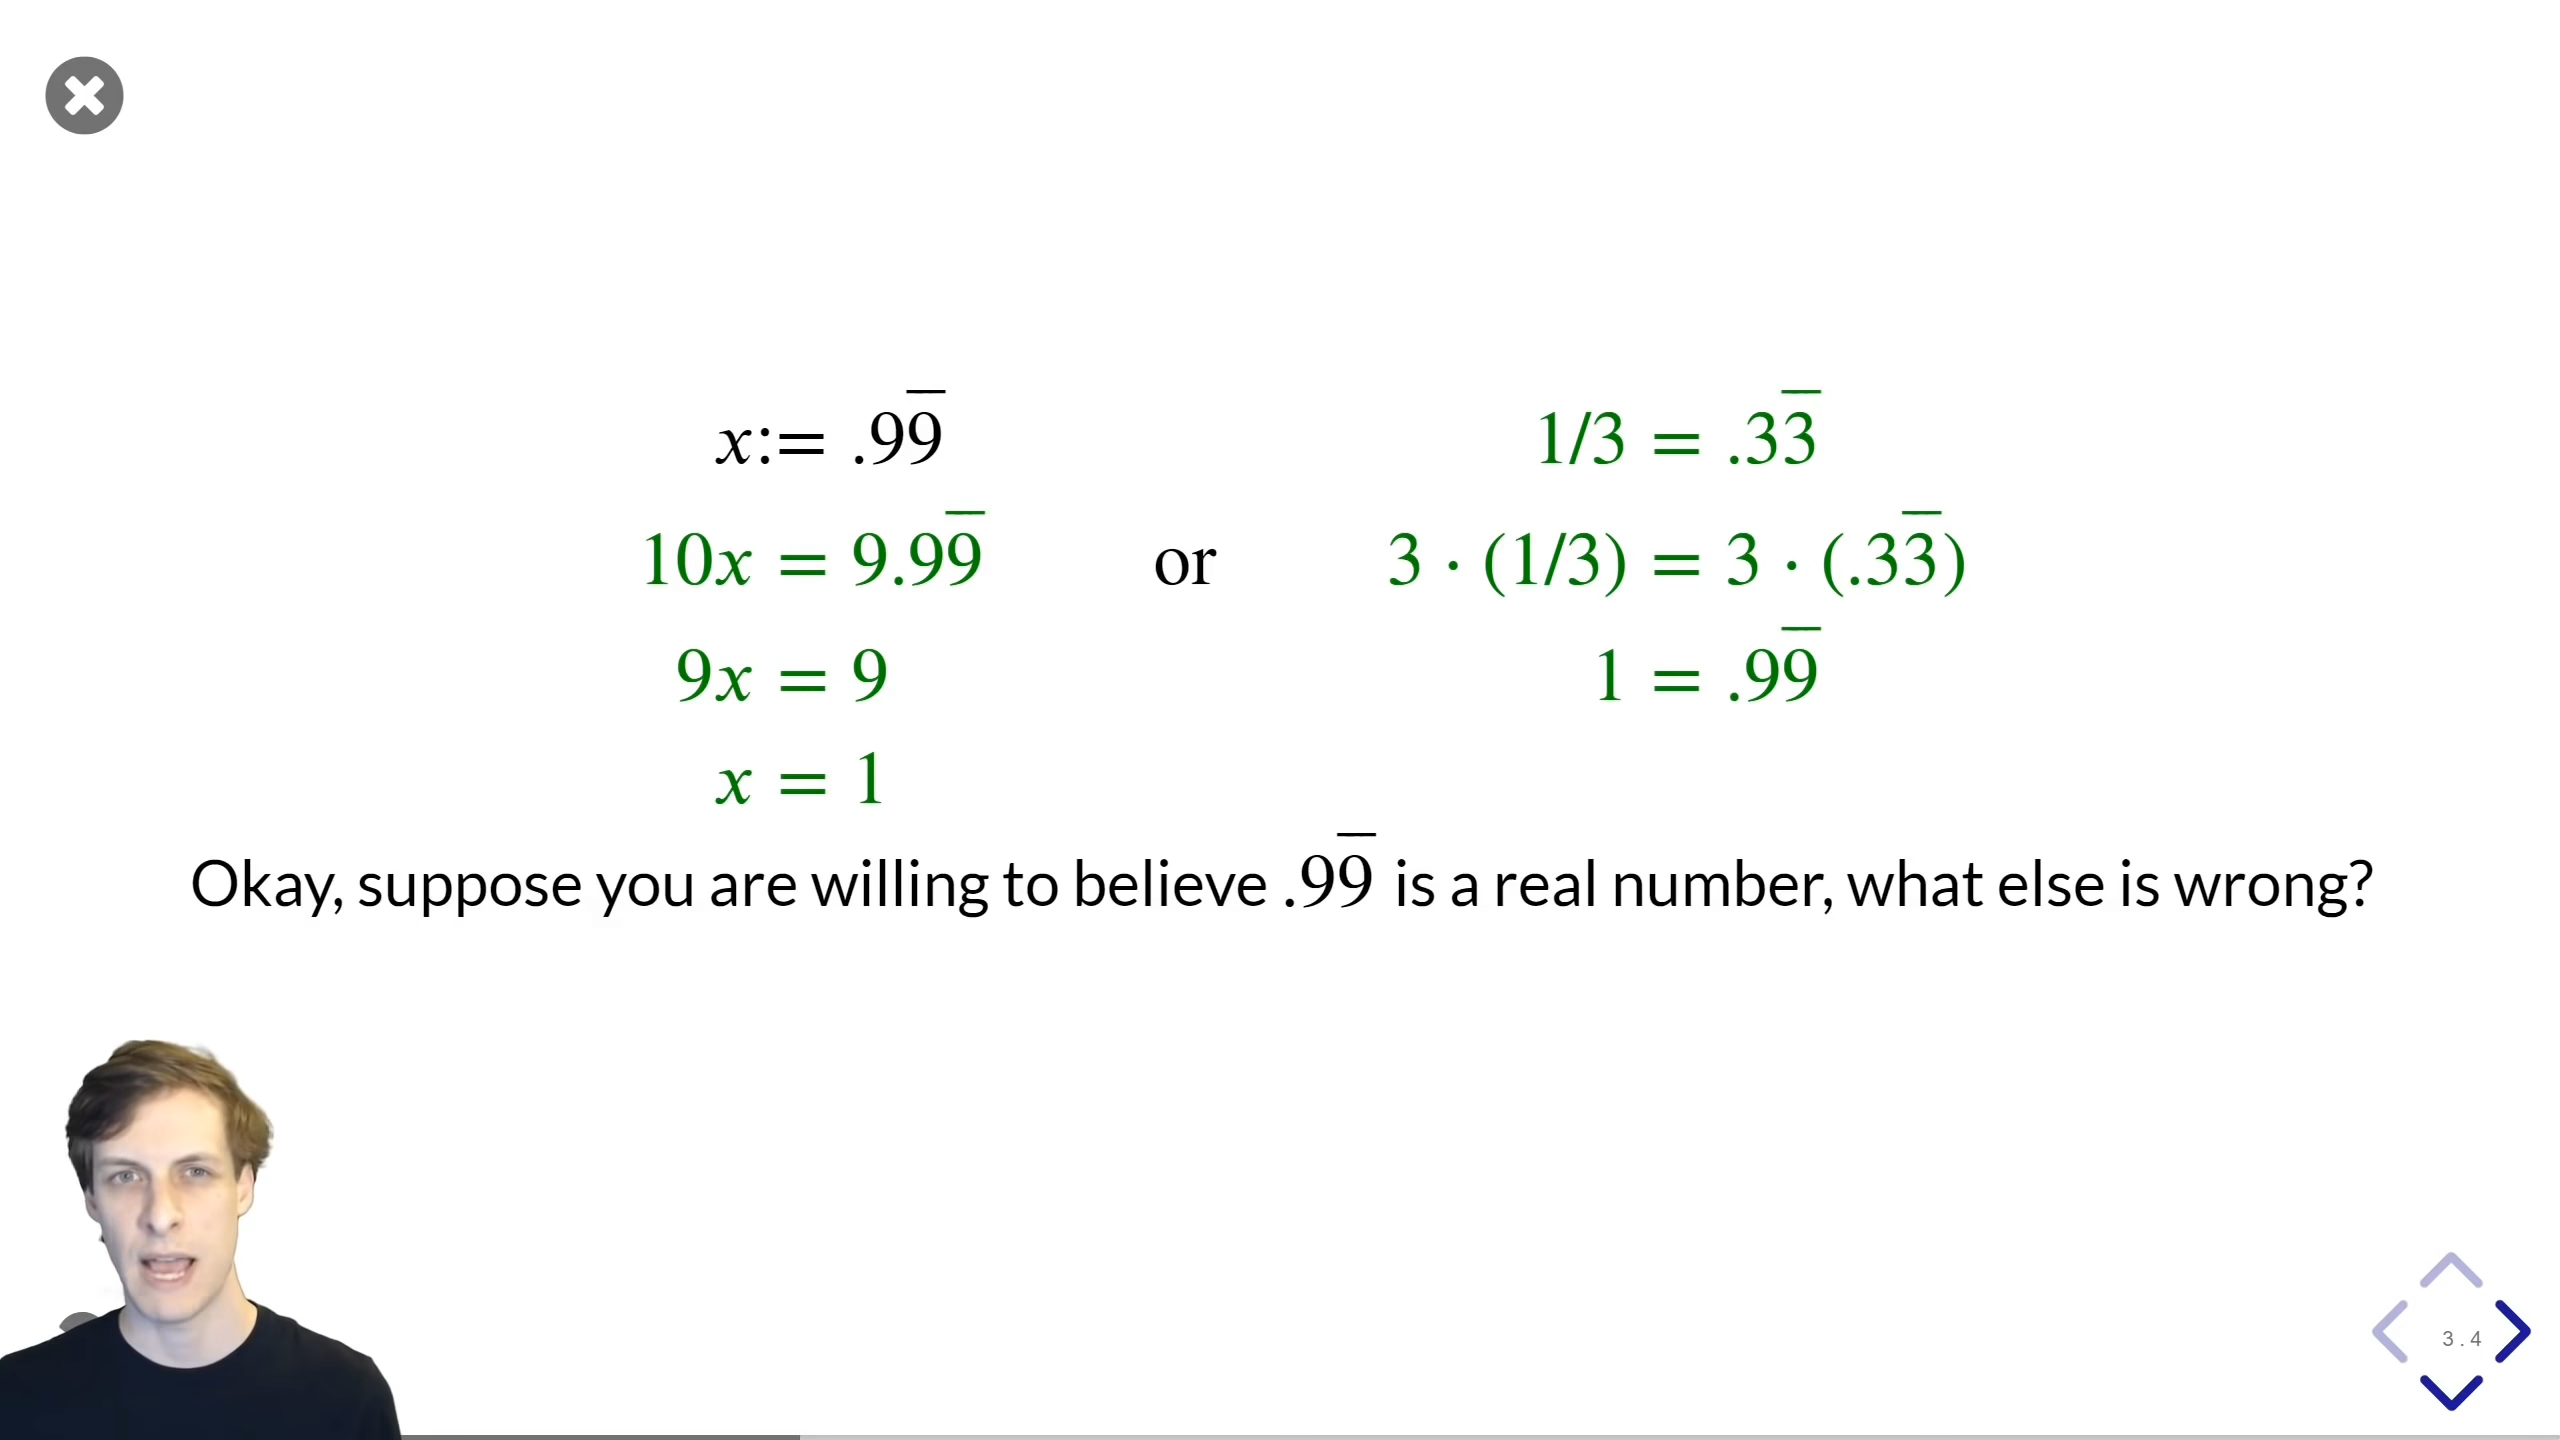 x:= .99̅
10x = 9.99̅
9x = 9
x = 1
or
1/3 = .33̅
3 · (1/3) = 3 · (.33̅)
1 = .99̅
Okay, suppose you are willing to believe .99̅ is a real number, what else is wrong?
3.4